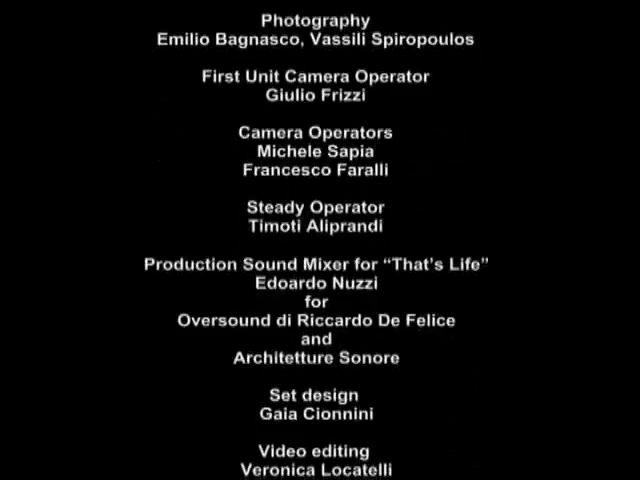 Photography
Emilio Bagnasco, Vassili Spiropoulos
First Unit Camera Operator
Giulio Frizzi
Camera Operators
Michele Sapia
Francesco Faralli
Steady Operator
Timoti Aliprandi
Production Sound Mixer for “That’s Life”
Edoardo Nuzzi
for
Oversound di Riccardo De Felice
and
Architetture Sonore
Set design
Gaia Cionnini
Video editing
Veronica Locatelli